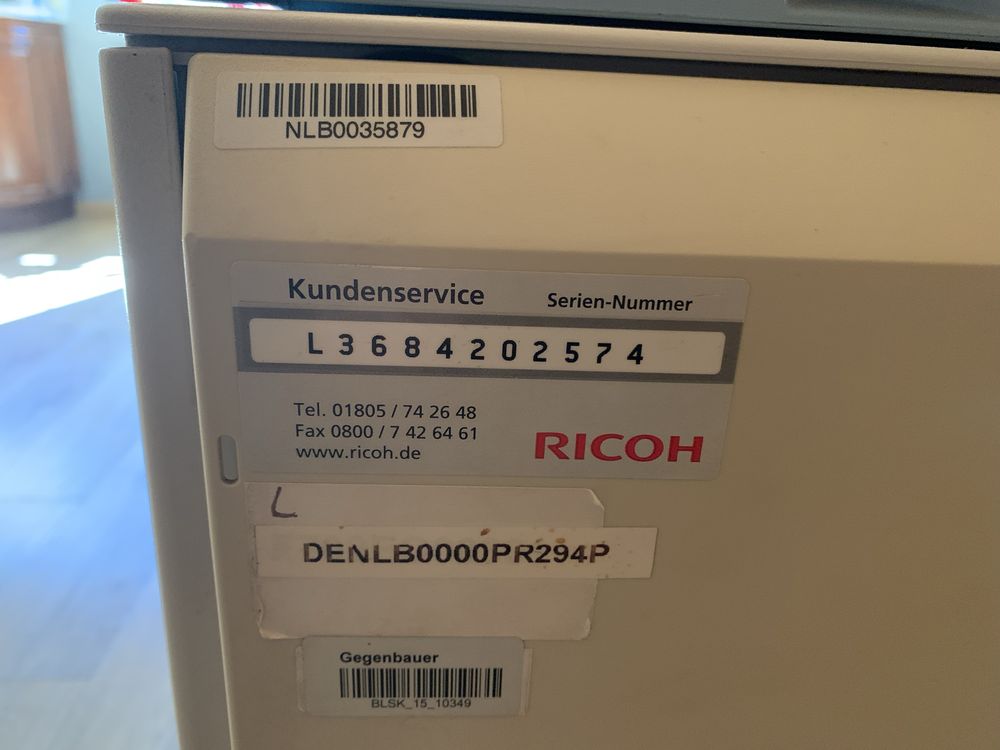 NLB0035879
Kundenservice Serien-Nummer
L3684202574
Tel. 01805 / 74 26 48
Fax 0800 / 7 42 64 61
www.ricoh.de
RICOH
L
DENLB0000PR294P
Gegenbauer
BLSK_15_10349